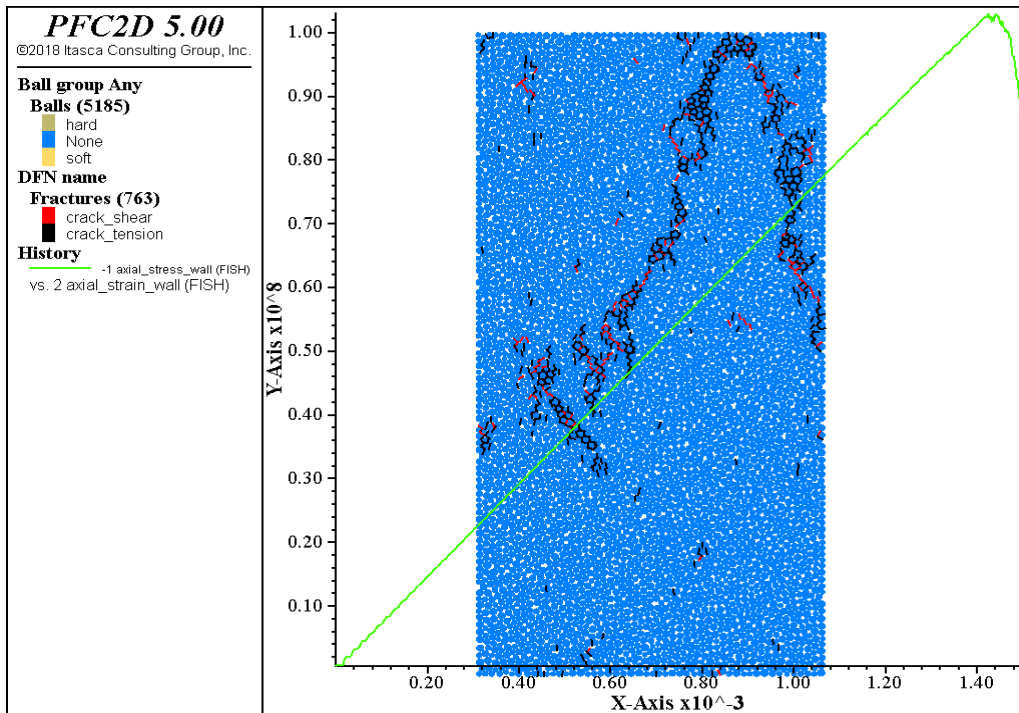 PFC2D 5.00
©2018 Itasca Consulting Group, Inc.
Ball group Any
Balls (5185)
hard
None
soft
DFN name
Fractures (763)
crack_shear
crack_tension
History
-1 axial_stress_wall (FISH)
vs. 2 axial_strain_wall (FISH)
Y-Axis x10^8
1.00
0.90
0.80
0.70
0.60
0.50
0.40
0.30
0.20
0.10
0.20
0.40
0.60
0.80
1.00
1.20
1.40
X-Axis x10^-3